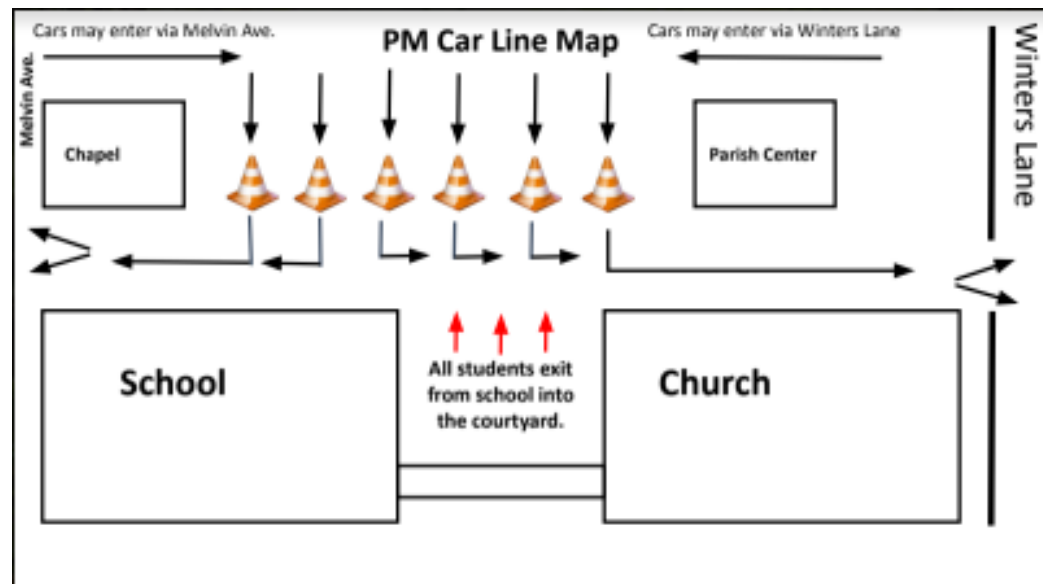 Cars may enter via Melvin Ave.
PM Car Line Map
Cars may enter via Winters Lane
Melvin Ave.
Winters Lane
Chapel
Parish Center
School
All students exit
from school into
the courtyard.
Church